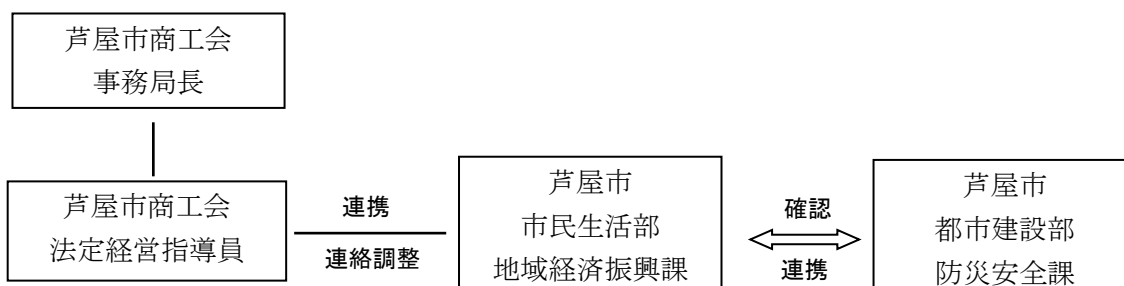 芦屋市商工会
事務局長
芦屋市商工会
法定経営指導員
連携
連絡調整
芦屋市
市民生活部
地域経済振興課
確認
連携
芦屋市
都市建設部
防災安全課